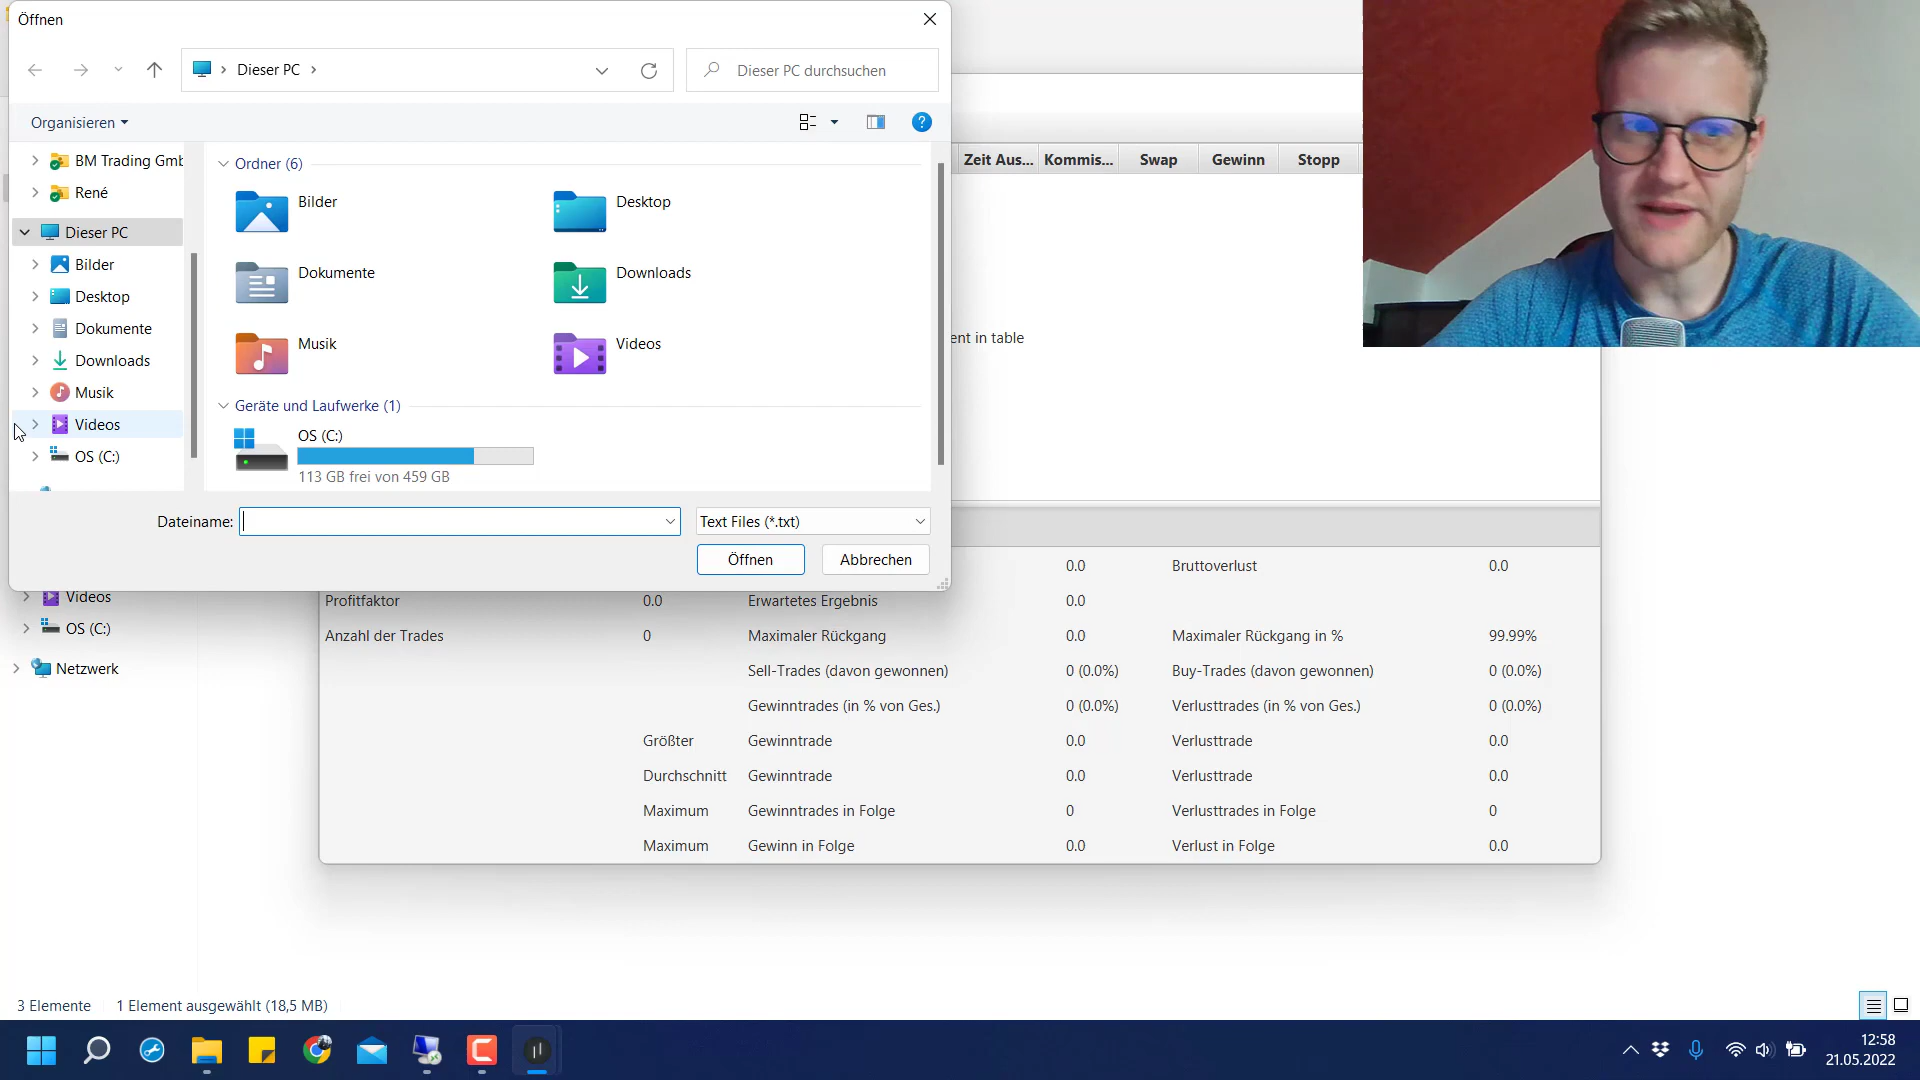 Öffnen
Dieser PC
Dieser PC durchsuchen
Organisieren
BM Trading Gmb
René
Dieser PC
Bilder
Desktop
Dokumente
Downloads
Musik
Videos
OS (C:)
Ordner (6)
Bilder
Desktop
Dokumente
Downloads
Musik
Videos
Geräte und Laufwerke (1)
OS (C:)
113 GB frei von 459 GB
Dateiname:
Text Files (*.txt)
Öffnen
Abbrechen
Zeit Aus... Kommis... Swap Gewinn Stopp
ent in table
0.0 Bruttoverlust 0.0
Profitfaktor 0.0 Erwartetes Ergebnis 0.0
Anzahl der Trades 0 Maximaler Rückgang 0.0 Maximaler Rückgang in % 99.99%
Sell-Trades (davon gewonnen) 0 (0.0%) Buy-Trades (davon gewonnen) 0 (0.0%)
Gewinntrades (in % von Ges.) 0 (0.0%) Verlusttrades (in % von Ges.) 0 (0.0%)
Größter Gewinntrade 0.0 Verlusttrade 0.0
Durchschnitt Gewinntrade 0.0 Verlusttrade 0.0
Maximum Gewinntrades in Folge 0 Verlusttrades in Folge 0
Maximum Gewinn in Folge 0.0 Verlust in Folge 0.0
Videos
OS (C:)
Netzwerk
3 Elemente 1 Element ausgewählt (18,5 MB)
12:58
21.05.2022